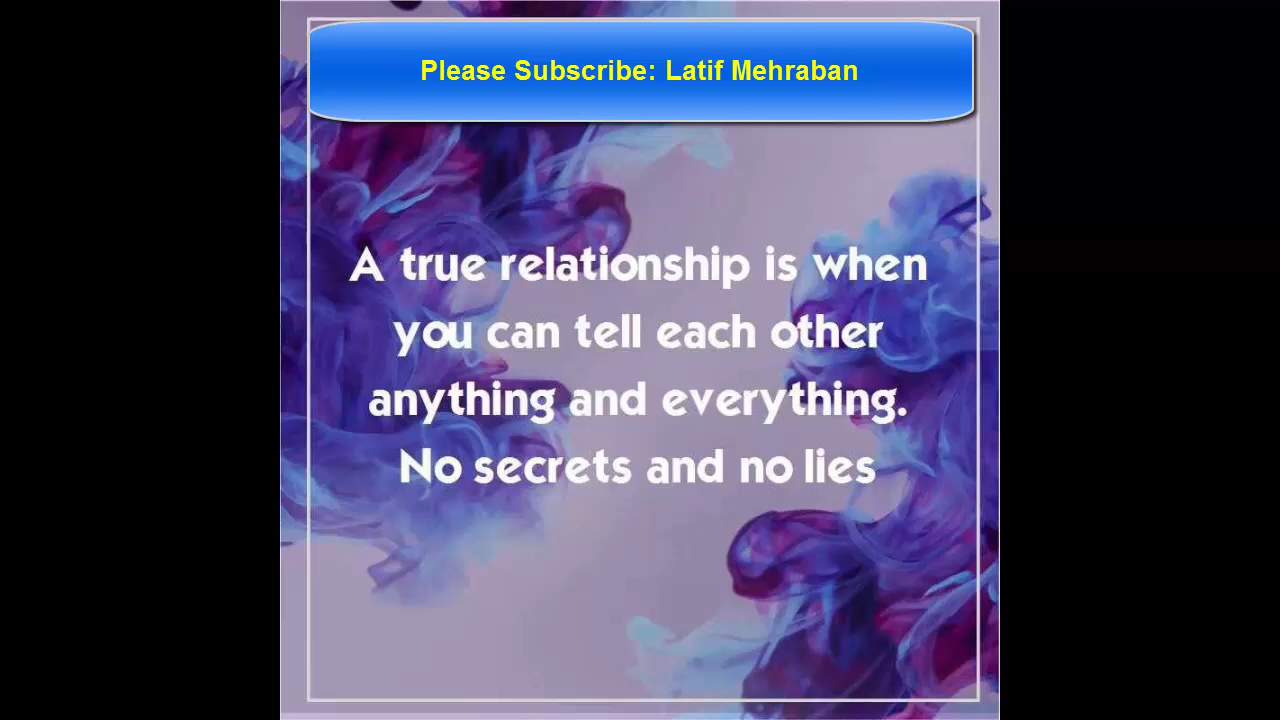 Please Subscribe: Latif Mehraban
A true relationship is when
you can tell each other
anything and everything.
No secrets and no lies